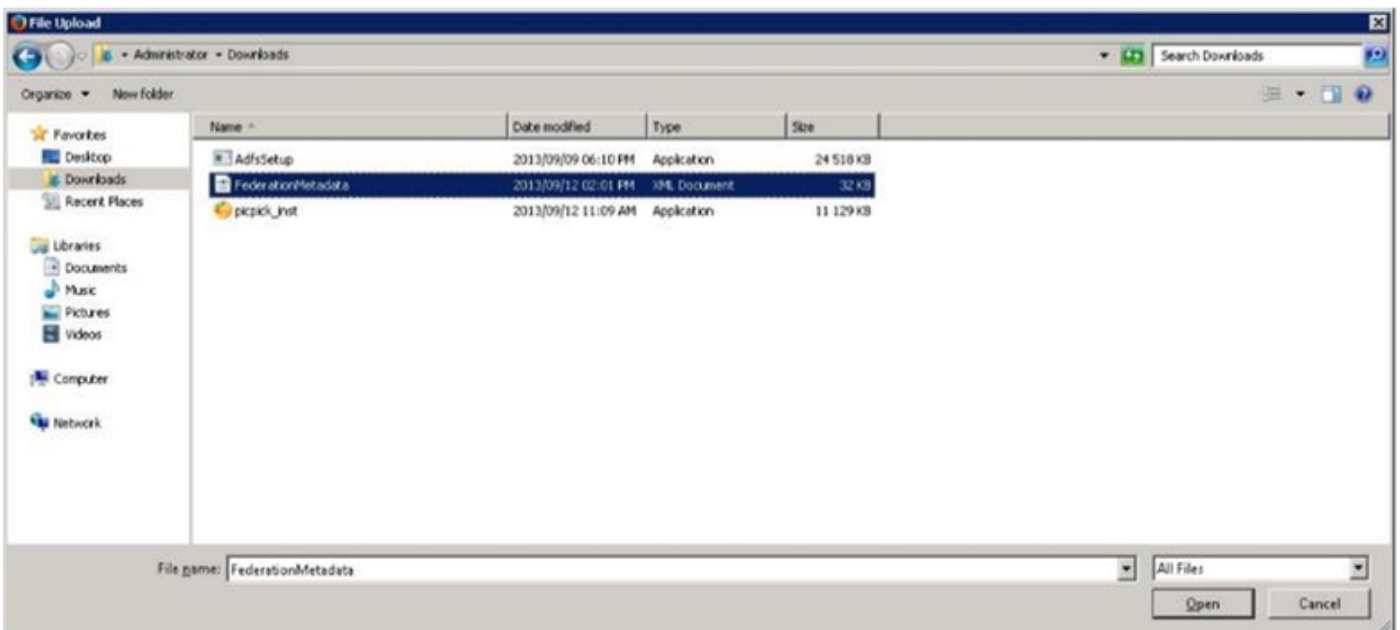 File Upload
Administrator Downloads
Search Downloads
Organize New folder
Favorites
Desktop
Downloads
Recent Places
Libraries
Documents
Music
Pictures
Videos
Computer
Network
Name Date modified Type Size
AdfsSetup 2013/09/09 06:10 PM Application 24 518 KB
FederationMetadata 2013/09/12 02:01 PM XML Document 32 KB
picpick_inst 2013/09/12 11:09 AM Application 11 129 KB
File name: FederationMetadata
All Files
Open Cancel